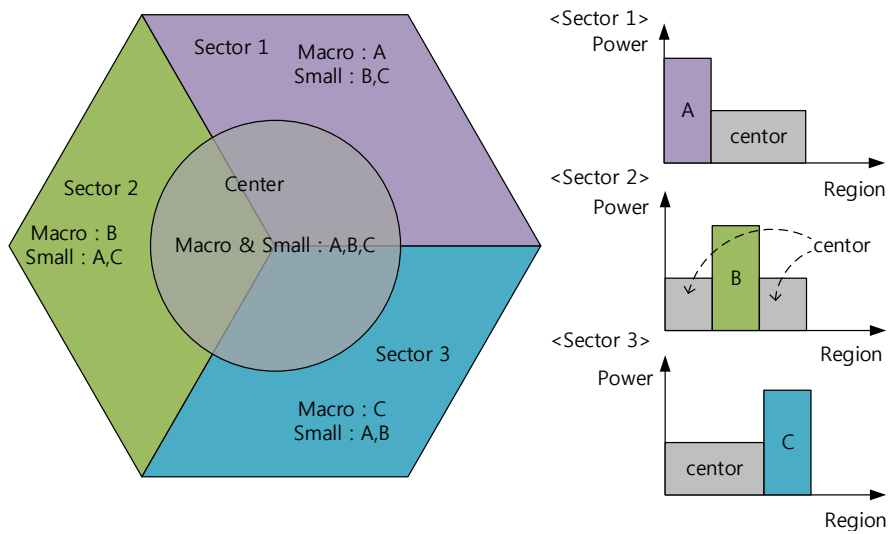 Sector 1
Macro : A
Small : B,C
Sector 2
Macro : B
Small : A,C
Center
Macro & Small : A,B,C
Sector 3
Macro : C
Small : A,B
<Sector 1>
Power
A
centor
Region
<Sector 2>
Power
centor
B
Region
<Sector 3>
Power
C
centor
Region